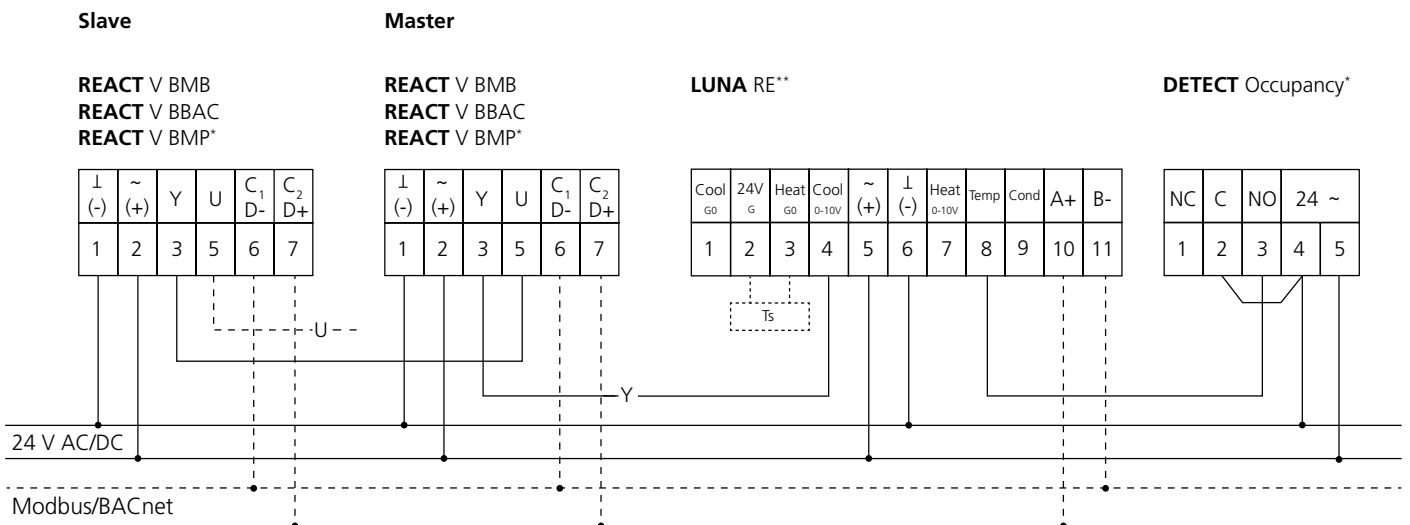 Slave
Master
REACT V BMB
REACT V BBAC
REACT V BMP*
REACT V BMB
REACT V BBAC
REACT V BMP*
LUNA RE**
DETECT Occupancy*
⊥ (-) ~ (+) Y U C1 D- C2 D+
1 2 3 5 6 7
⊥ (-) ~ (+) Y U C1 D- C2 D+
1 2 3 5 6 7
Cool G0 24V G Heat G0 Cool 0-10V ~ (+) ⊥ (-) Heat 0-10V Temp Cond A+ B-
1 2 3 4 5 6 7 8 9 10 11
NC C NO 24 ~
1 2 3 4 5
Ts
U
Y
24 V AC/DC
Modbus/BACnet